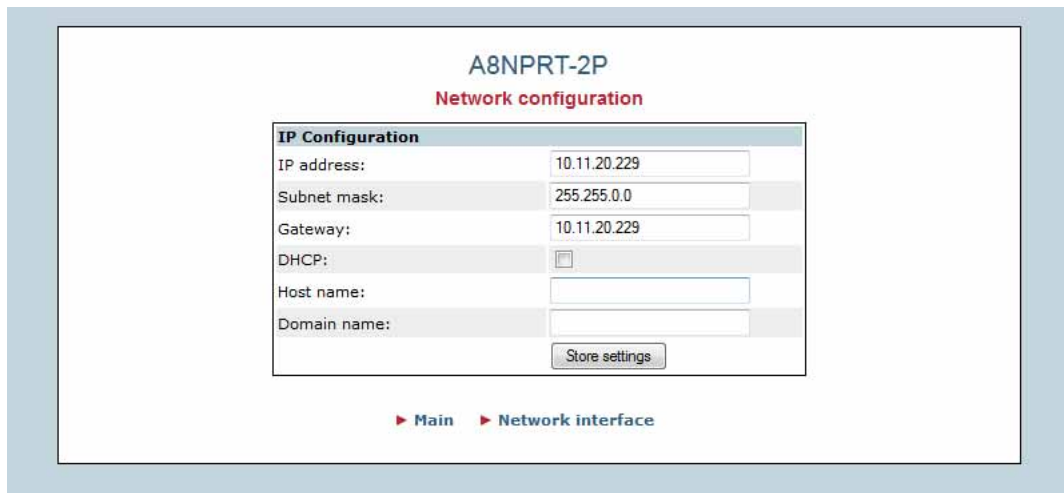 A8NPRT-2P
Network configuration
IP Configuration
IP address: 10.11.20.229
Subnet mask: 255.255.0.0
Gateway: 10.11.20.229
DHCP:
Host name:
Domain name:
Store settings
Main Network interface